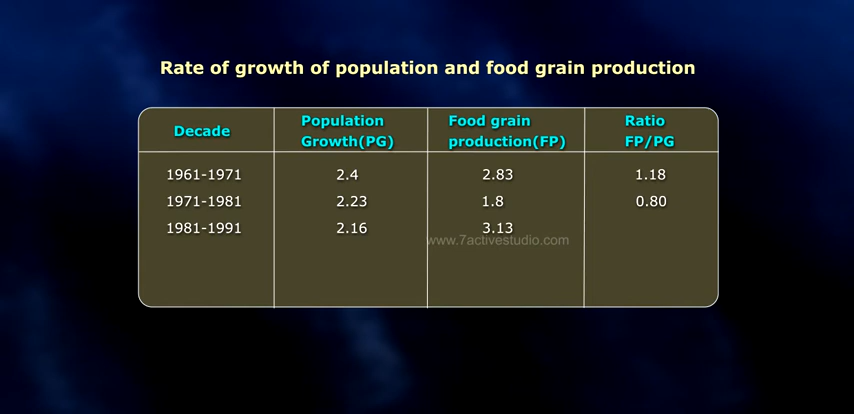 Rate of growth of population and food grain production
Decade Population Growth(PG) Food grain production(FP) Ratio FP/PG
1961-1971 2.4 2.83 1.18
1971-1981 2.23 1.8 0.80
1981-1991 2.16 3.13
www.7activestudio.com